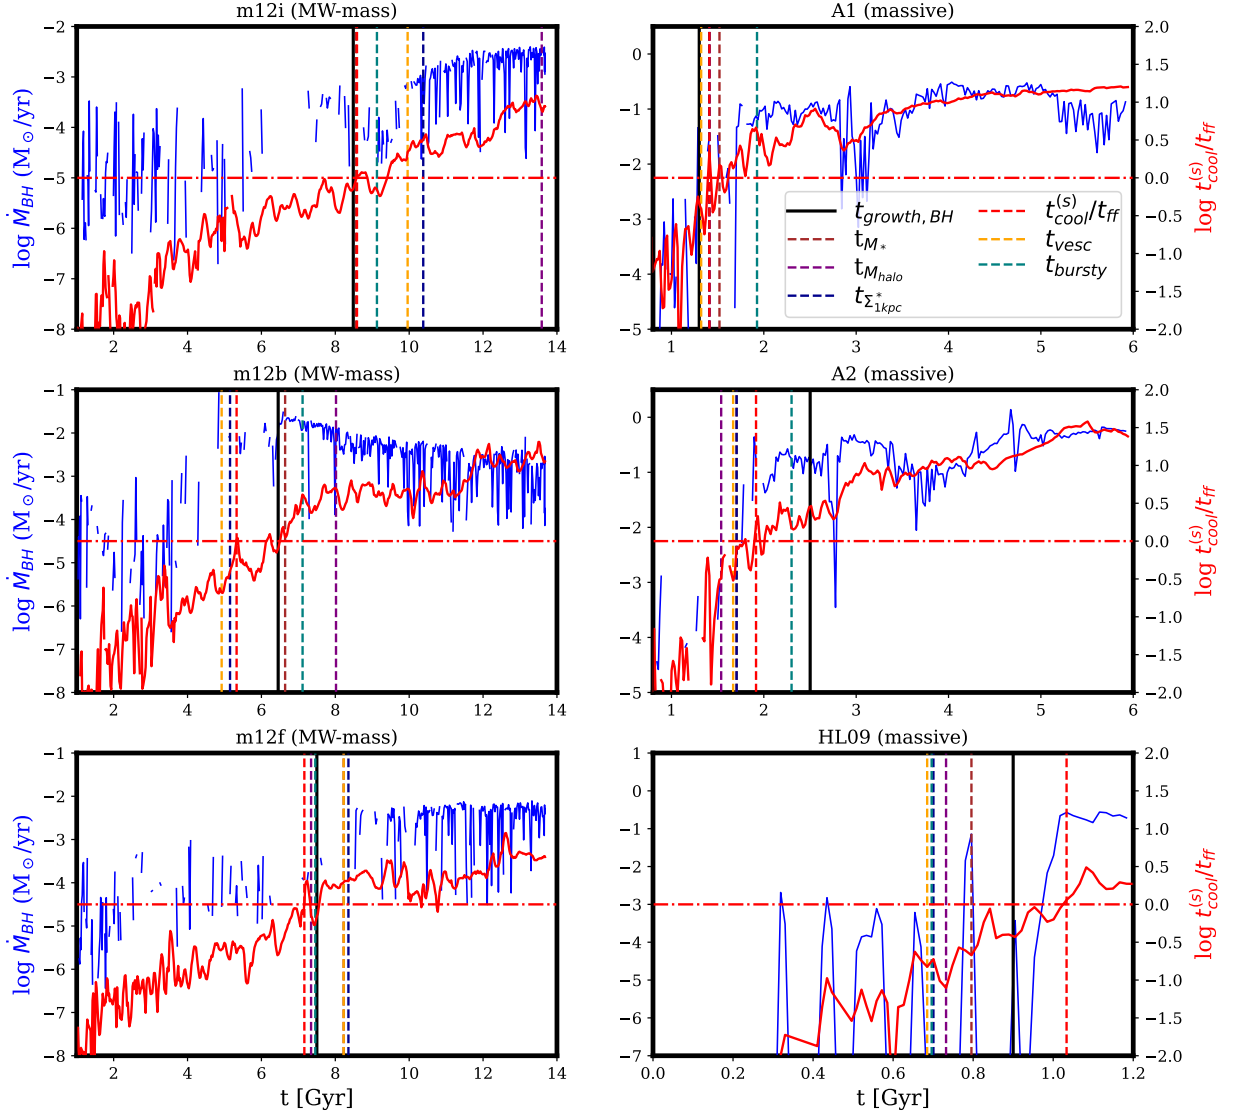 m12i (MW-mass)
−2
−3
−4
−5
−6
−7
−8
log Ṁ_BH (M_⊙/yr)
2 4 6 8 10 12 14
A1 (massive)
0
−1
−2
−3
−4
−5
2.0
1.5
1.0
0.5
0.0
−0.5
−1.0
−1.5
−2.0
log t_cool^(s)/t_ff
t_growth, BH
t_M_*
t_M_halo
t_Σ*_1kpc
t_cool^(s)/t_ff
t_vesc
t_bursty
1 2 3 4 5 6
m12b (MW-mass)
−1
−2
−3
−4
−5
−6
−7
−8
log Ṁ_BH (M_⊙/yr)
2 4 6 8 10 12 14
A2 (massive)
0
−1
−2
−3
−4
−5
2.0
1.5
1.0
0.5
0.0
−0.5
−1.0
−1.5
−2.0
log t_cool^(s)/t_ff
1 2 3 4 5 6
m12f (MW-mass)
−1
−2
−3
−4
−5
−6
−7
−8
log Ṁ_BH (M_⊙/yr)
2 4 6 8 10 12 14
t [Gyr]
HL09 (massive)
1
0
−1
−2
−3
−4
−5
−6
−7
2.0
1.5
1.0
0.5
0.0
−0.5
−1.0
−1.5
−2.0
log t_cool^(s)/t_ff
0.0 0.2 0.4 0.6 0.8 1.0 1.2
t [Gyr]